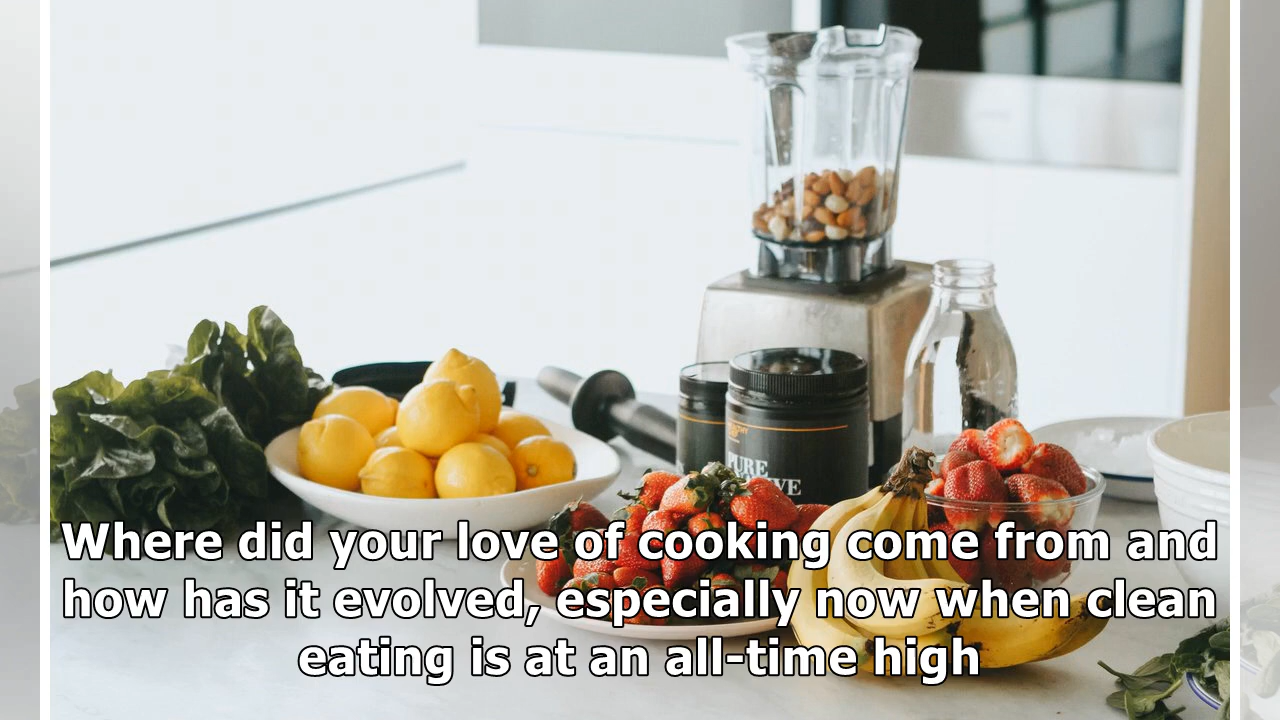 PURE
Where did your love of cooking come from and
how has it evolved, especially now when clean
eating is at an all-time high